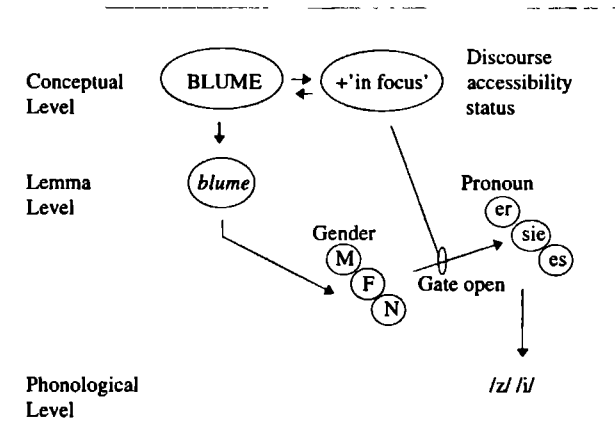 Conceptual
Level
BLUME
+'in focus'
Discourse
accessibility
status
Lemma
Level
blume
Pronoun
er
sie
es
Gender
M
F
N
Gate open
Phonological
Level
/z/ /i/